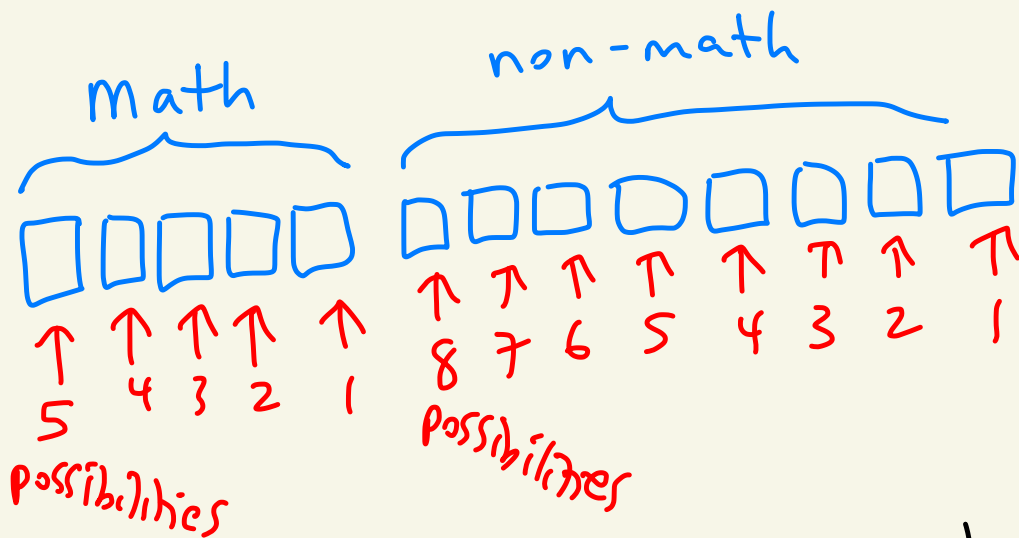 math
non-math
5 4 3 2 1
8 7 6 5 4 3 2 1
possibilities
possibilities